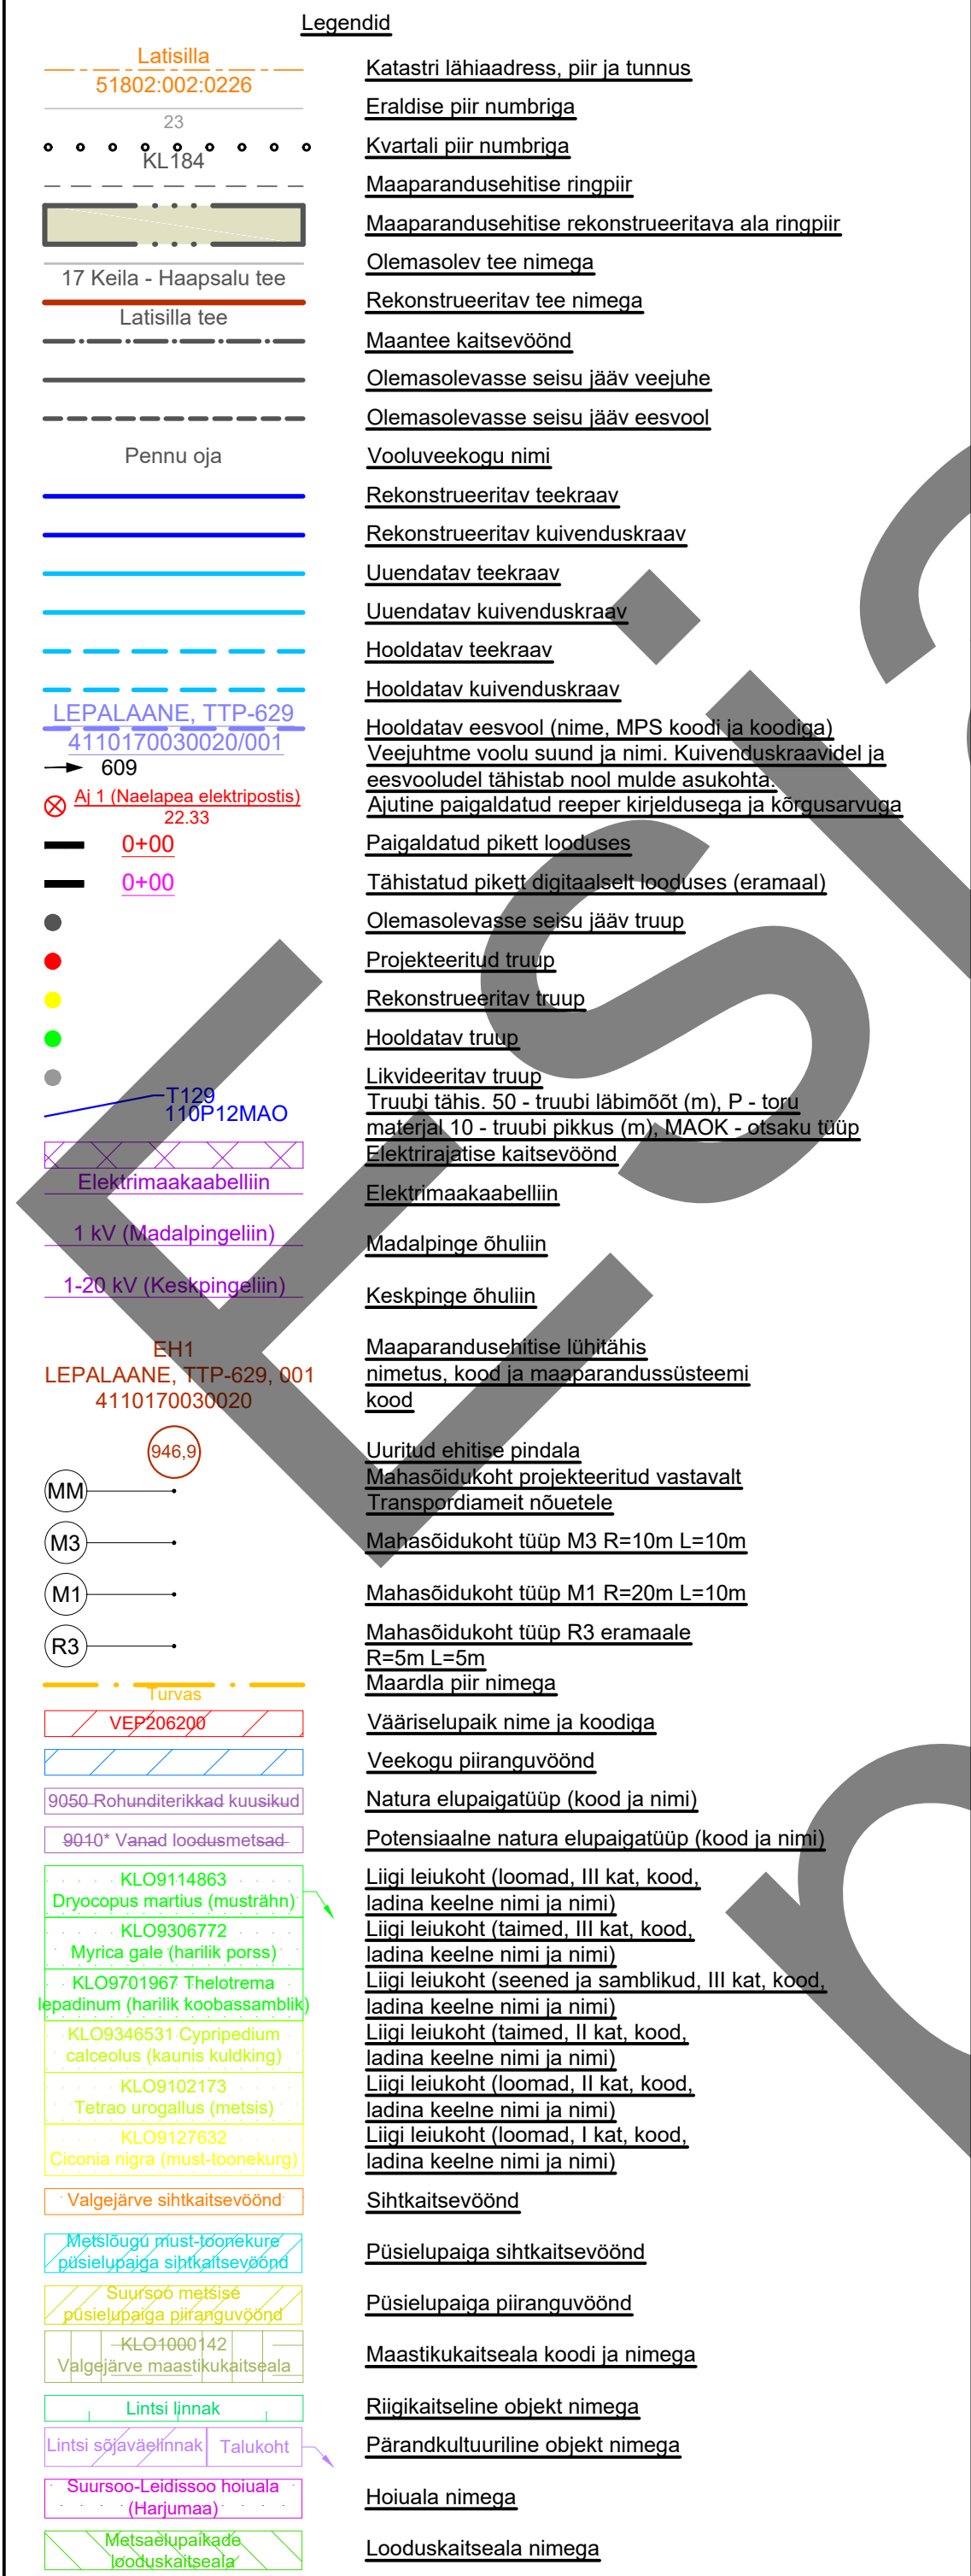 Legendid
Latisilla
51802:002:0226
Katastri lähiaadress, piir ja tunnus
Eraldise piir numbriga
23
Kvartali piir numbriga
KL184
Maaparandusehitise ringpiir
Maaparandusehitise rekonstrueeritava ala ringpiir
Olemasolev tee nimega
17 Keila - Haapsalu tee
Rekonstrueeritav tee nimega
Latisilla tee
Maantee kaitsevöönd
Olemasolevasse seisu jääv veejuhe
Olemasolevasse seisu jääv eesvool
Pennu oja
Vooluveekogu nimi
Rekonstrueeritav teekraav
Rekonstrueeritav kuivenduskraav
Uuendatav teekraav
Uuendatav kuivenduskraav
Hooldatav teekraav
Hooldatav kuivenduskraav
LEPALAANE, TTP-629
4110170030020/001
Hooldatav eesvool (nime, MPS koodi ja koodiga)
609
Veejuhtme voolu suund ja nimi. Kuivenduskraavidel ja
eesvooludel tähistab nool mulde asukohta.
Aj 1 (Naelapea elektripostis)
22.33
Ajutine paigaldatud reeper kirjeldusega ja kõrgusarvuga
0+00
Paigaldatud pikett looduses
0+00
Tähistatud pikett digitaalselt looduses (eramaal)
Olemasolevasse seisu jääv truup
Projekteeritud truup
Rekonstrueeritav truup
Hooldatav truup
Likvideeritav truup
T129
110P12MAO
Truubi tähis. 50 - truubi läbimõõt (m), P - toru
materjal 10 - truubi pikkus (m), MAOK - otsaku tüüp
Elektrirajatise kaitsevöönd
Elektrimaakaabelliin
Elektrimaakaabelliin
1 kV (Madalpingeliin)
Madalpinge õhuliin
1-20 kV (Keskpingeliin)
Keskpinge õhuliin
EH1
LEPALAANE, TTP-629, 001
4110170030020
Maaparandusehitise lühitähis
nimetus, kood ja maaparandussüsteemi
kood
946,9
Uuritud ehitise pindala
MM
Mahasõidukoht projekteeritud vastavalt
Transpordiameit nõuetele
M3
Mahasõidukoht tüüp M3 R=10m L=10m
M1
Mahasõidukoht tüüp M1 R=20m L=10m
R3
Mahasõidukoht tüüp R3 eramaale
R=5m L=5m
Maardla piir nimega
Turvas
VEP206200
Vääriselupaik nime ja koodiga
Veekogu piiranguvöönd
9050 Rohunditerikkad kuusikud
Natura elupaigatüüp (kood ja nimi)
9010* Vanad loodusmetsad
Potensiaalne natura elupaigatüüp (kood ja nimi)
KLO9114863
Dryocopus martius (musträhn)
Liigi leiukoht (loomad, III kat, kood,
ladina keelne nimi ja nimi)
KLO9306772
Myrica gale (harilik porss)
Liigi leiukoht (taimed, III kat, kood,
ladina keelne nimi ja nimi)
KLO9701967 Thelotrema
lepadinum (harilik koobassamblik)
Liigi leiukoht (seened ja samblikud, III kat, kood,
ladina keelne nimi ja nimi)
KLO9346531 Cypripedium
calceolus (kaunis kuldking)
Liigi leiukoht (taimed, II kat, kood,
ladina keelne nimi ja nimi)
KLO9102173
Tetrao urogallus (metsis)
Liigi leiukoht (loomad, II kat, kood,
ladina keelne nimi ja nimi)
KLO9127632
Ciconia nigra (must-toonekurg)
Liigi leiukoht (loomad, I kat, kood,
ladina keelne nimi ja nimi)
Valgejärve sihtkaitsevöönd
Sihtkaitsevöönd
Metslõugu must-toonekure
püsielupaiga sihtkaitsevöönd
Püsielupaiga sihtkaitsevöönd
Suursoo metsise
püsielupaiga piiranguvöönd
Püsielupaiga piiranguvöönd
KLO1000142
Valgejärve maastikukaitseala
Maastikukaitseala koodi ja nimega
Lintsi linnak
Riigikaitseline objekt nimega
Lintsi sõjaväelinnak Talukoht
Pärandkultuuriline objekt nimega
Suursoo-Leidissoo hoiuala
(Harjumaa)
Hoiuala nimega
Metsaelupaikade
looduskaitseala
Looduskaitseala nimega